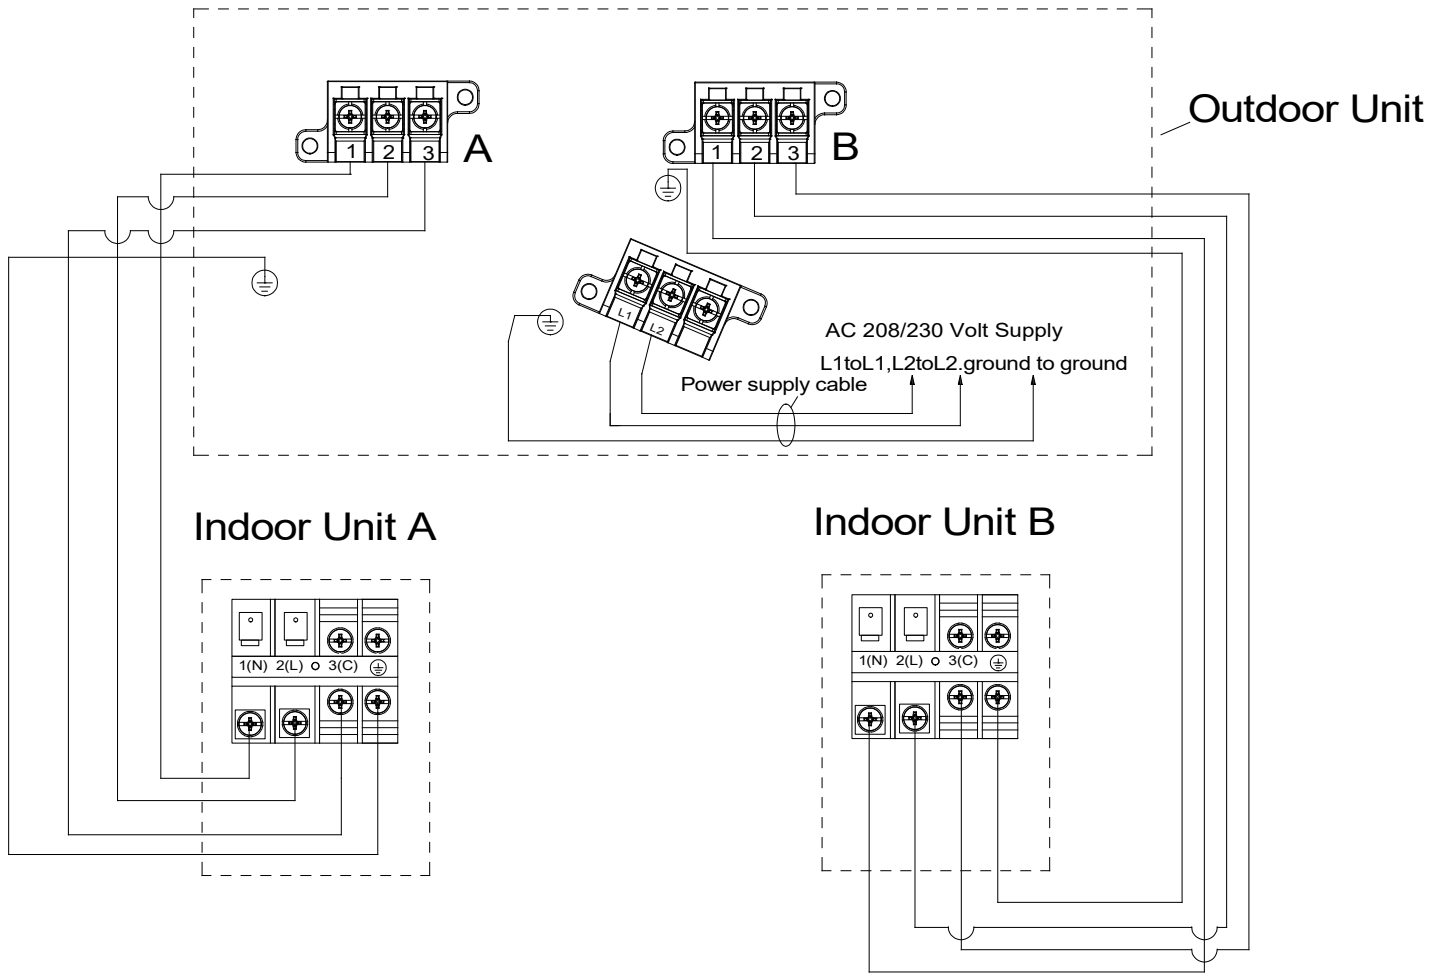 Outdoor Unit
1 2 3 A
1 2 3 B
L1 L2
AC 208/230 Volt Supply
L1toL1,L2toL2.ground to ground
Power supply cable
Indoor Unit A
Indoor Unit B
1(N) 2(L) 3(C)
1(N) 2(L) 3(C)